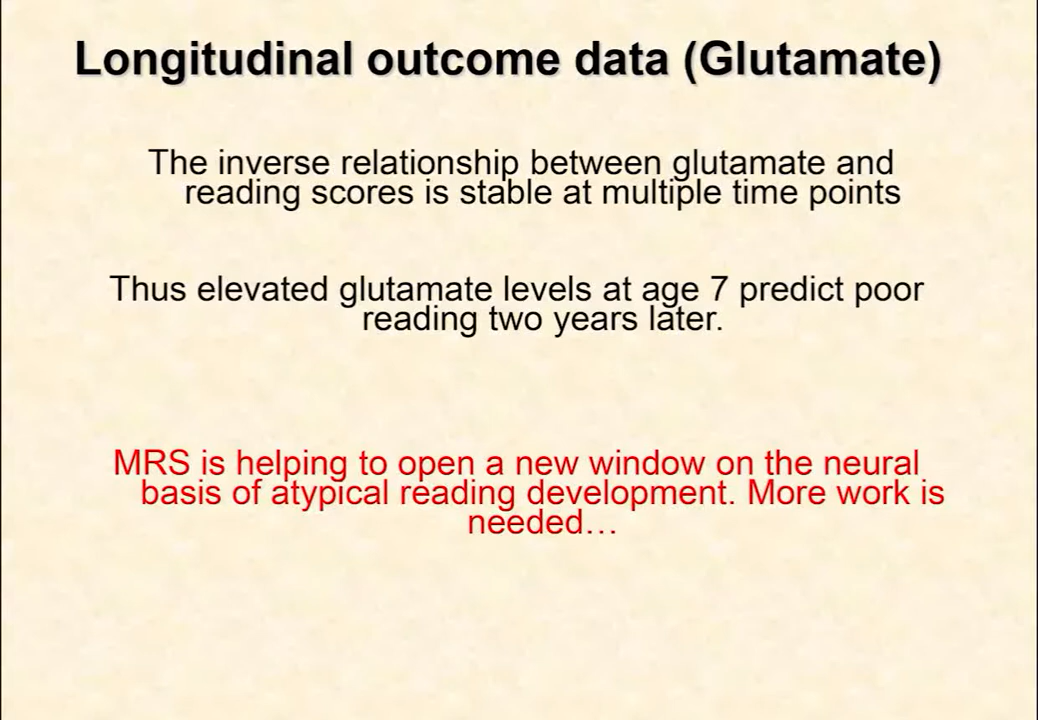 Longitudinal outcome data (Glutamate)
The inverse relationship between glutamate and
reading scores is stable at multiple time points
Thus elevated glutamate levels at age 7 predict poor
reading two years later.
MRS is helping to open a new window on the neural
basis of atypical reading development. More work is
needed…